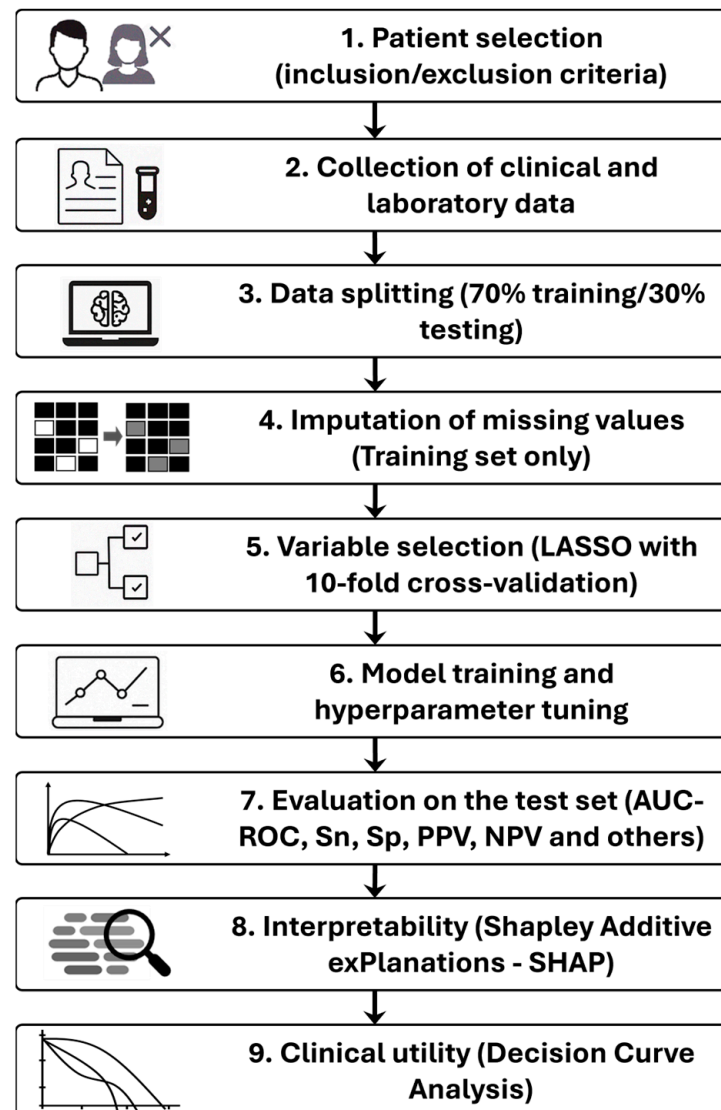 1. Patient selection
(inclusion/exclusion criteria)
2. Collection of clinical and
laboratory data
3. Data splitting (70% training/30%
testing)
4. Imputation of missing values
(Training set only)
5. Variable selection (LASSO with
10-fold cross-validation)
6. Model training and
hyperparameter tuning
7. Evaluation on the test set (AUC-
ROC, Sn, Sp, PPV, NPV and others)
8. Interpretability (Shapley Additive
exPlanations - SHAP)
9. Clinical utility (Decision Curve
Analysis)